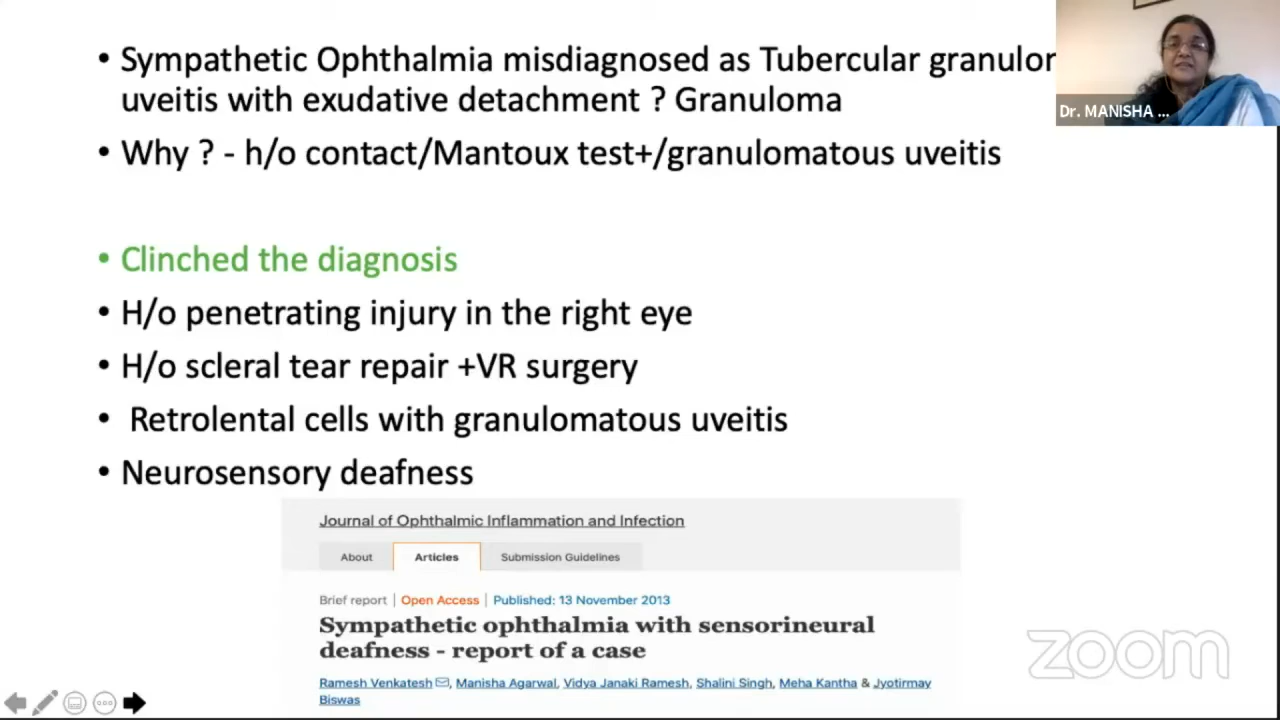 • Sympathetic Ophthalmia misdiagnosed as Tubercular
uveitis with exudative detachment ? Granuloma
• Why ? - h/o contact/Mantoux test+/granulomatous uveitis
Dr. MANISHA ...
• Clinched the diagnosis
• H/o penetrating injury in the right eye
• H/o scleral tear repair +VR surgery
• Retrolental cells with granulomatous uveitis
• Neurosensory deafness
Journal of Ophthalmic Inflammation and Infection
About Articles Submission Guidelines
Brief report | Open Access | Published: 13 November 2013
Sympathetic ophthalmia with sensorineural
deafness - report of a case
Ramesh Venkatesh, Manisha Agarwal, Vidya Janaki Ramesh, Shalini Singh, Meha Kantha & Jyotirmay
Biswas
zoom